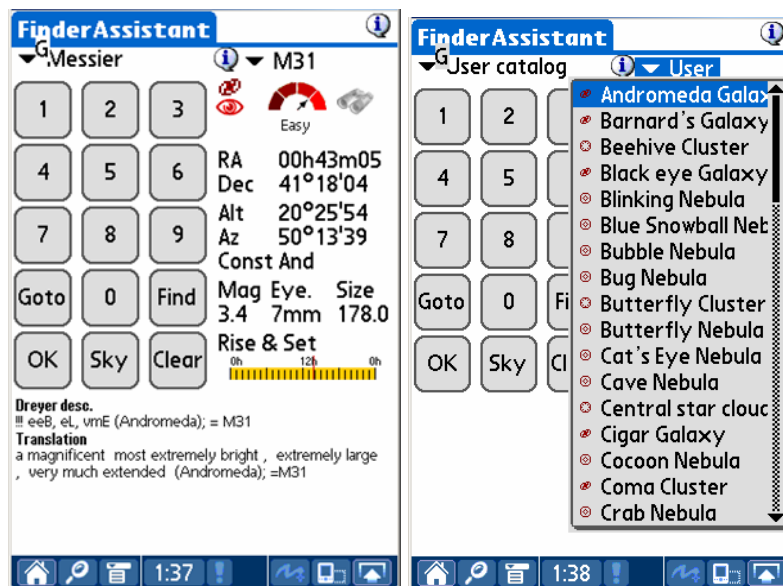 FinderAssistant
G
Messier
M31
1 2 3
Easy
4 5 6
RA 00h43m05
Dec 41°18'04
7 8 9
Alt 20°25'54
Az 50°13'39
Const And
Goto 0 Find
Mag Eye. Size
3.4 7mm 178.0
OK Sky Clear
Rise & Set
0h 12h 0h
Dreyer desc.
!!! eeB, eL, vmE (Andromeda); = M31
Translation
a magnificent most extremely bright , extremely large
, very much extended (Andromeda); =M31
1:37
FinderAssistant
G
User catalog
User
1 2
4 5
7 8
Goto 0 Fi
OK Sky Cl
Andromeda Galax
Barnard's Galaxy
Beehive Cluster
Black eye Galaxy
Blinking Nebula
Blue Snowball Neb
Bubble Nebula
Bug Nebula
Butterfly Cluster
Butterfly Nebula
Cat's Eye Nebula
Cave Nebula
Central star clouc
Cigar Galaxy
Cocoon Nebula
Coma Cluster
Crab Nebula
1:38